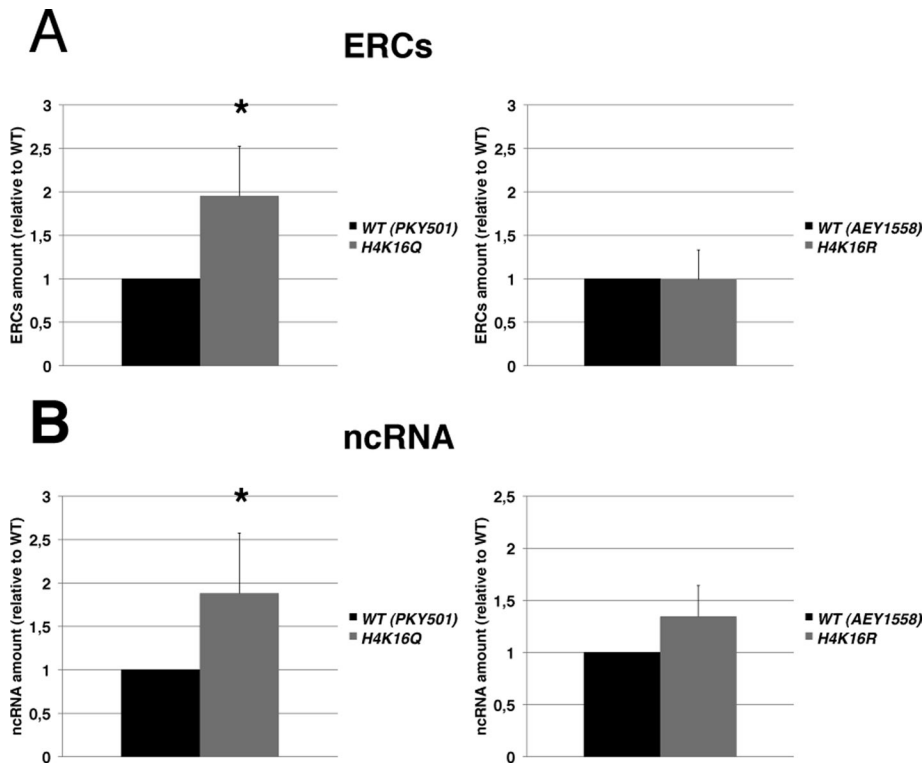 A
ERCs
*
3
2,5
2
1,5
1
0,5
0
ERCs amount (relative to WT)
WT (PKY501)
H4K16Q
3
2,5
2
1,5
1
0,5
0
ERCs amount (relative to WT)
WT (AEY1558)
H4K16R
B
ncRNA
*
3
2,5
2
1,5
1
0,5
0
ncRNA amount (relative to WT)
WT (PKY501)
H4K16Q
2,5
2
1,5
1
0,5
0
ncRNA amount (relative to WT)
WT (AEY1558)
H4K16R